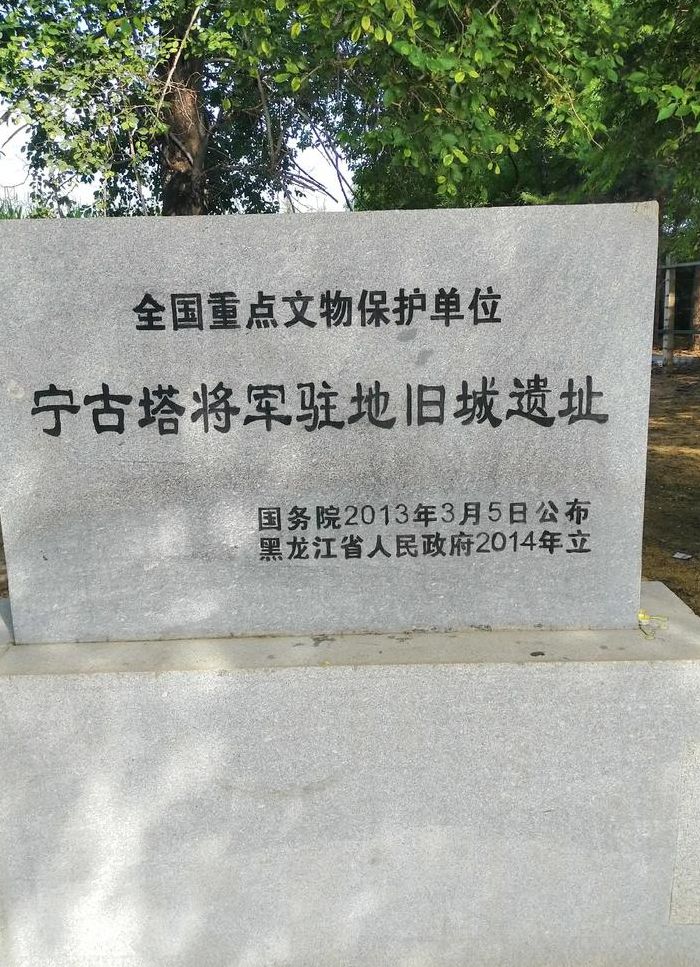 全国重点文物保护单位
宁古塔将军驻地旧城遗址
国务院2013年3月5日公布
黑龙江省人民政府2014年立